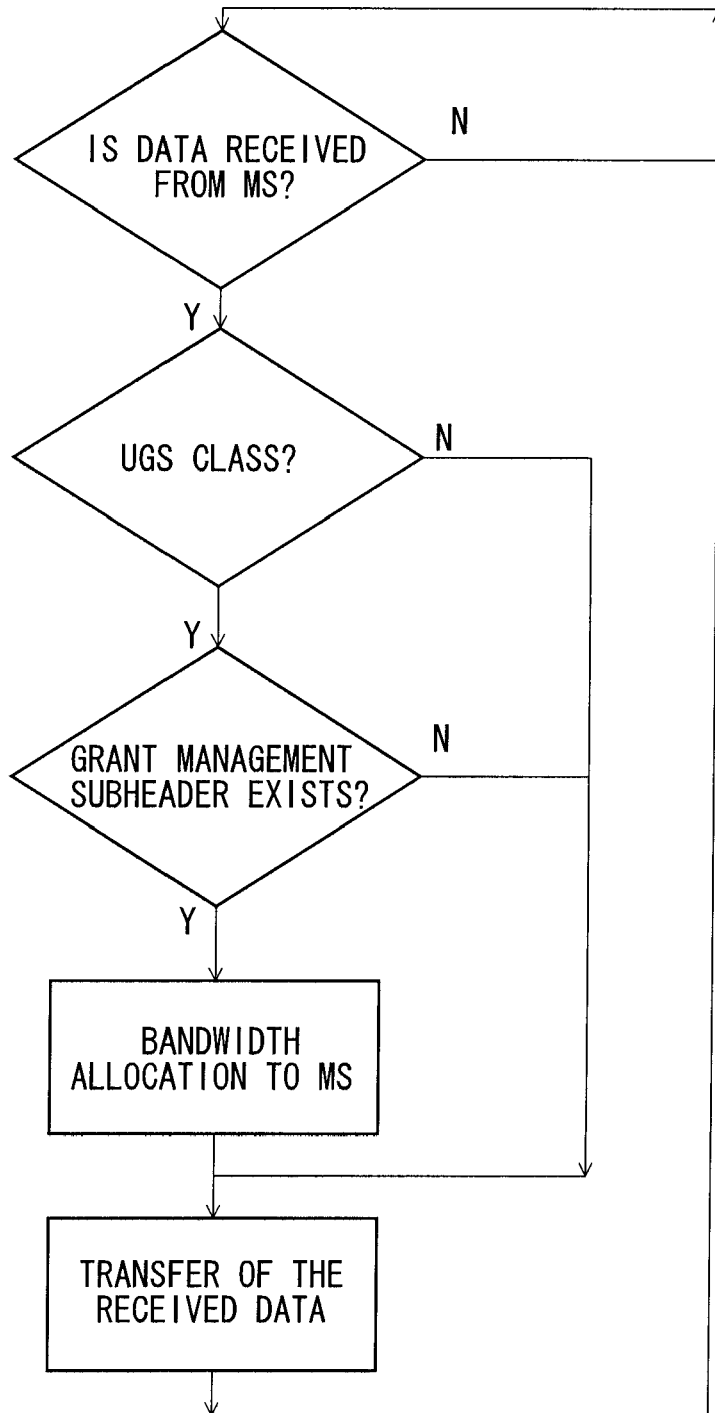 IS DATA RECEIVED
FROM MS?
N
Y
UGS CLASS?
N
Y
GRANT MANAGEMENT
SUBHEADER EXISTS?
N
Y
BANDWIDTH
ALLOCATION TO MS
TRANSFER OF THE
RECEIVED DATA